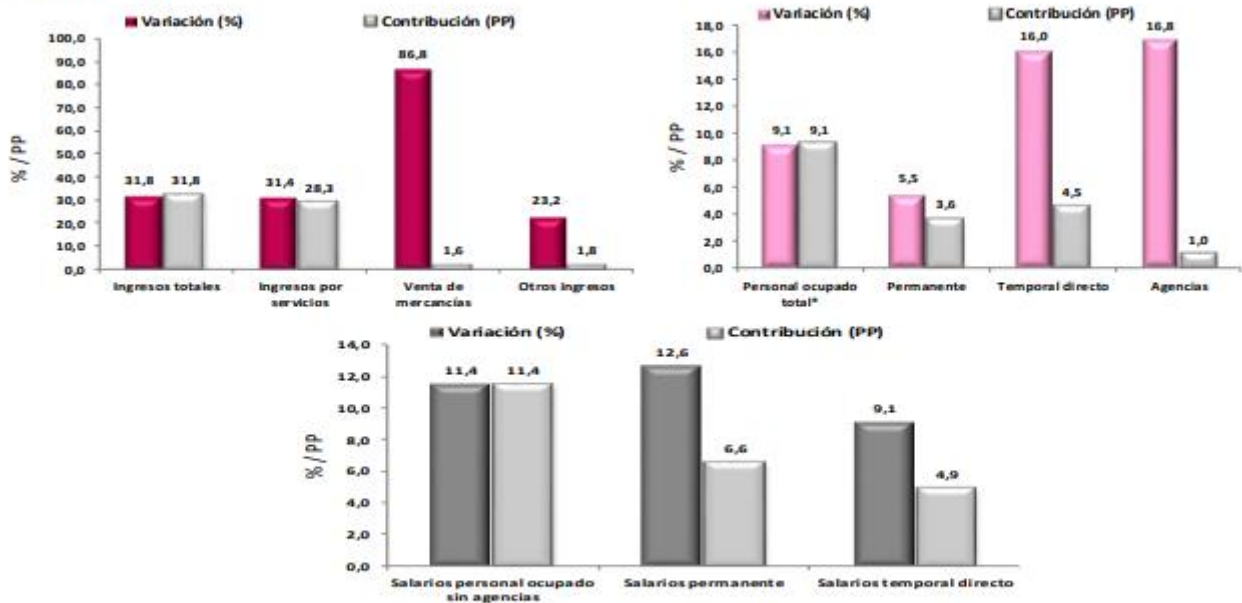 Variación (%) Contribución (PP)
% / PP
100,0
90,0
80,0
70,0
60,0
50,0
40,0
30,0
20,0
10,0
0,0
31,8 31,8 31,4 28,3 86,8 1,6 23,2 1,8
Ingresos totales Ingresos por servicios Venta de mercancías Otros ingresos
Variación (%) Contribución (PP)
% / PP
18,0
16,0
14,0
12,0
10,0
8,0
6,0
4,0
2,0
0,0
9,1 9,1 5,5 3,6 16,0 4,5 16,8 1,0
Personal ocupado total* Permanente Temporal directo Agencias
Variación (%) Contribución (PP)
% / PP
14,0
12,0
10,0
8,0
6,0
4,0
2,0
0,0
11,4 11,4 12,6 6,6 9,1 4,9
Salarios personal ocupado sin agencias Salarios permanente Salarios temporal directo